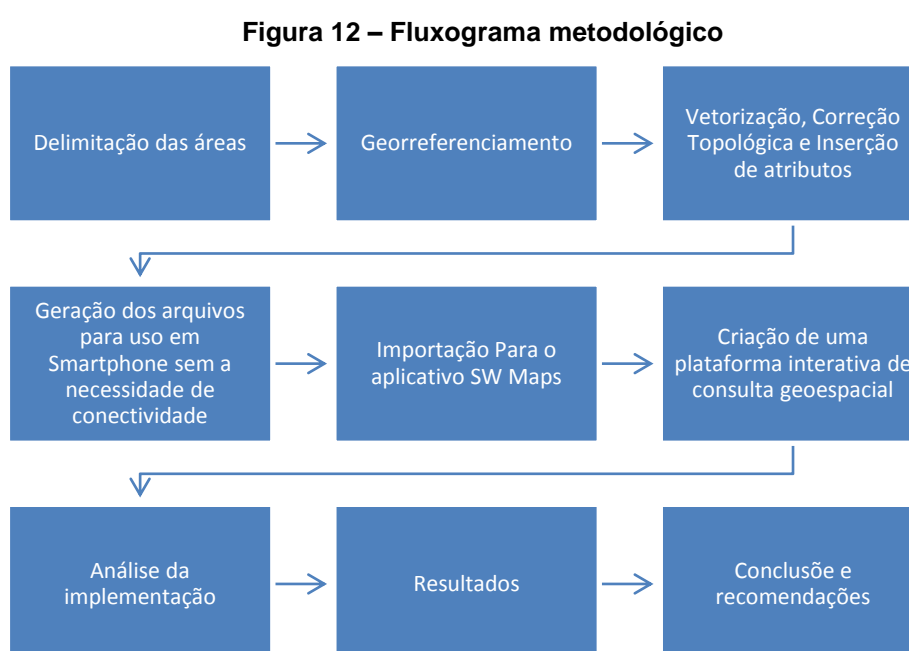 Figura 12 – Fluxograma metodológico
Delimitação das áreas
Georreferenciamento
Vetorização, Correção
Topológica e Inserção
de atributos
Geração dos arquivos
para uso em
Smartphone sem a
necessidade de
conectividade
Importação Para o
aplicativo SW Maps
Criação de uma
plataforma interativa de
consulta geoespacial
Análise da
implementação
Resultados
Conclusõe e
recomendações